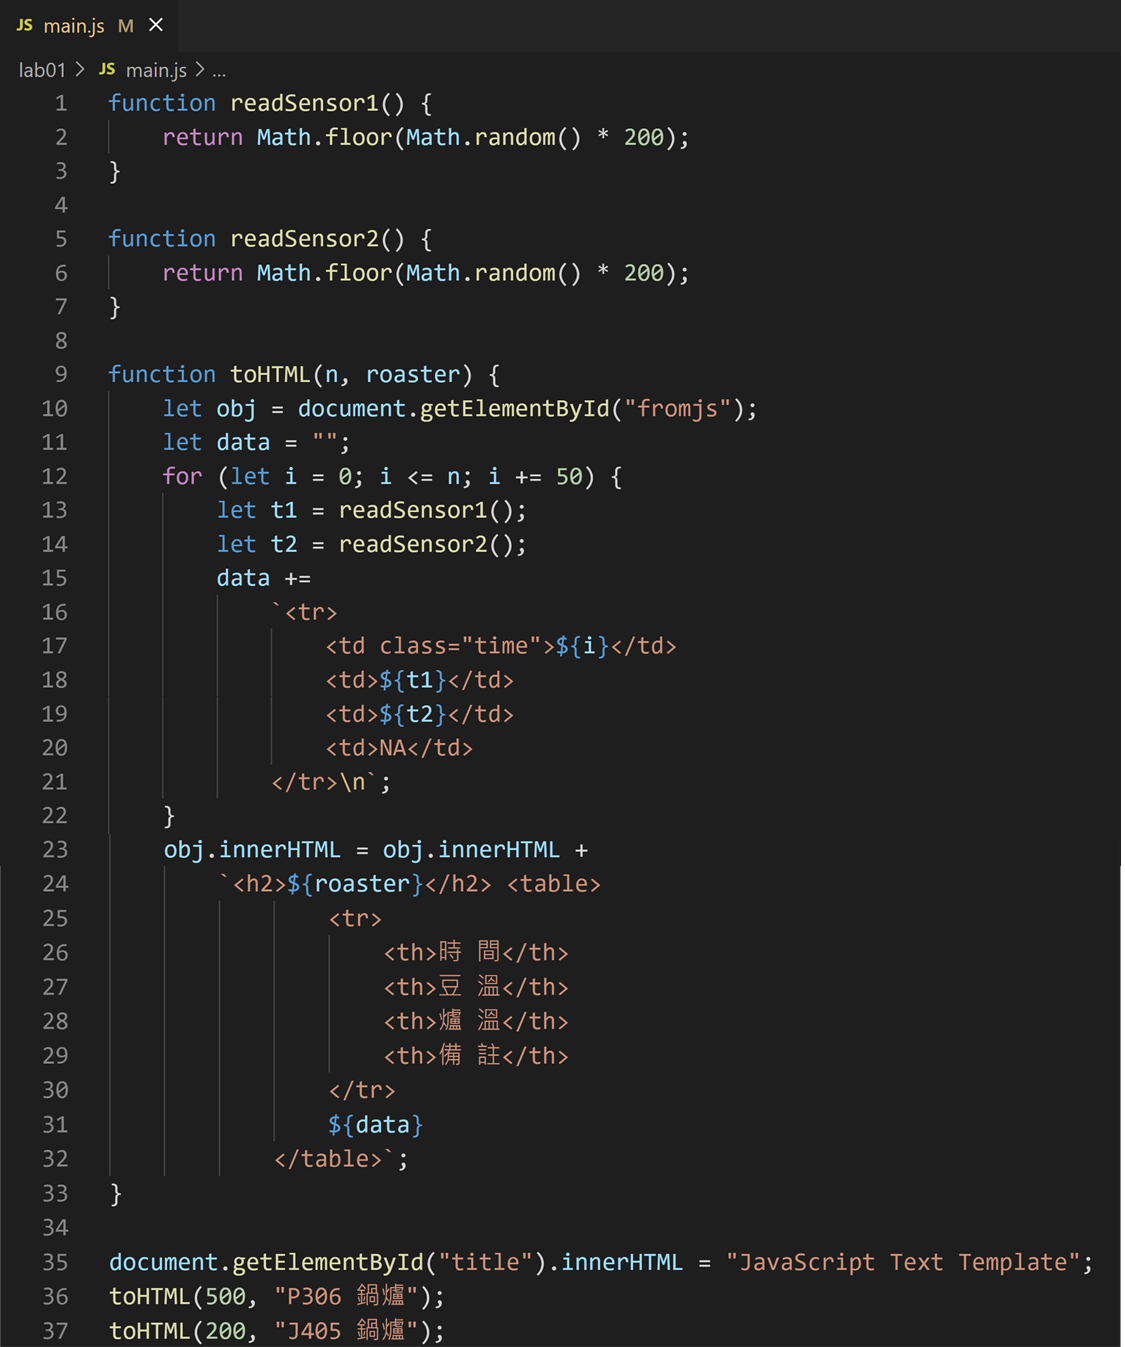 JS main.js M ×
lab01 > JS main.js > ...
1 function readSensor1() {
2     return Math.floor(Math.random() * 200);
3 }
4
5 function readSensor2() {
6     return Math.floor(Math.random() * 200);
7 }
8
9 function toHTML(n, roaster) {
10     let obj = document.getElementById("fromjs");
11     let data = "";
12     for (let i = 0; i <= n; i += 50) {
13         let t1 = readSensor1();
14         let t2 = readSensor2();
15         data +=
16             `<tr>
17                 <td class="time">${i}</td>
18                 <td>${t1}</td>
19                 <td>${t2}</td>
20                 <td>NA</td>
21             </tr>\n`;
22     }
23     obj.innerHTML = obj.innerHTML +
24         `<h2>${roaster}</h2> <table>
25                 <tr>
26                     <th>時 間</th>
27                     <th>豆 溫</th>
28                     <th>爐 溫</th>
29                     <th>備 註</th>
30                 </tr>
31                 ${data}
32             </table>`;
33 }
34
35 document.getElementById("title").innerHTML = "JavaScript Text Template";
36 toHTML(500, "P306 鍋爐");
37 toHTML(200, "J405 鍋爐");